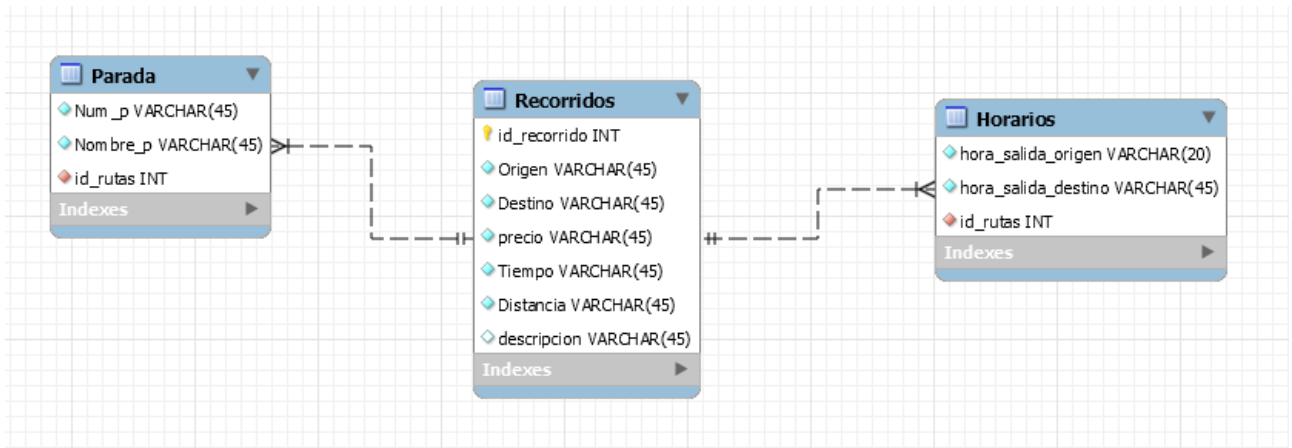 Parada
Num _p VARCHAR(45)
Nombre_p VARCHAR(45)
id_rutas INT
Indexes
Recorridos
id_recorrido INT
Origen VARCHAR(45)
Destino VARCHAR(45)
precio VARCHAR(45)
Tiempo VARCHAR(45)
Distancia VARCHAR(45)
descripcion VARCHAR(45)
Indexes
Horarios
hora_salida_origen VARCHAR(20)
hora_salida_destino VARCHAR(45)
id_rutas INT
Indexes